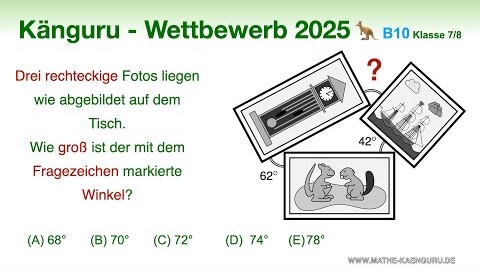 Känguru - Wettbewerb 2025 B10 Klasse 7/8
Drei rechteckige Fotos liegen
wie abgebildet auf dem
Tisch.
Wie groß ist der mit dem
Fragezeichen markierte
Winkel?
?
42°
62°
(A) 68° (B) 70° (C) 72° (D) 74° (E) 78°
WWW.MATHE-KAENGURU.DE